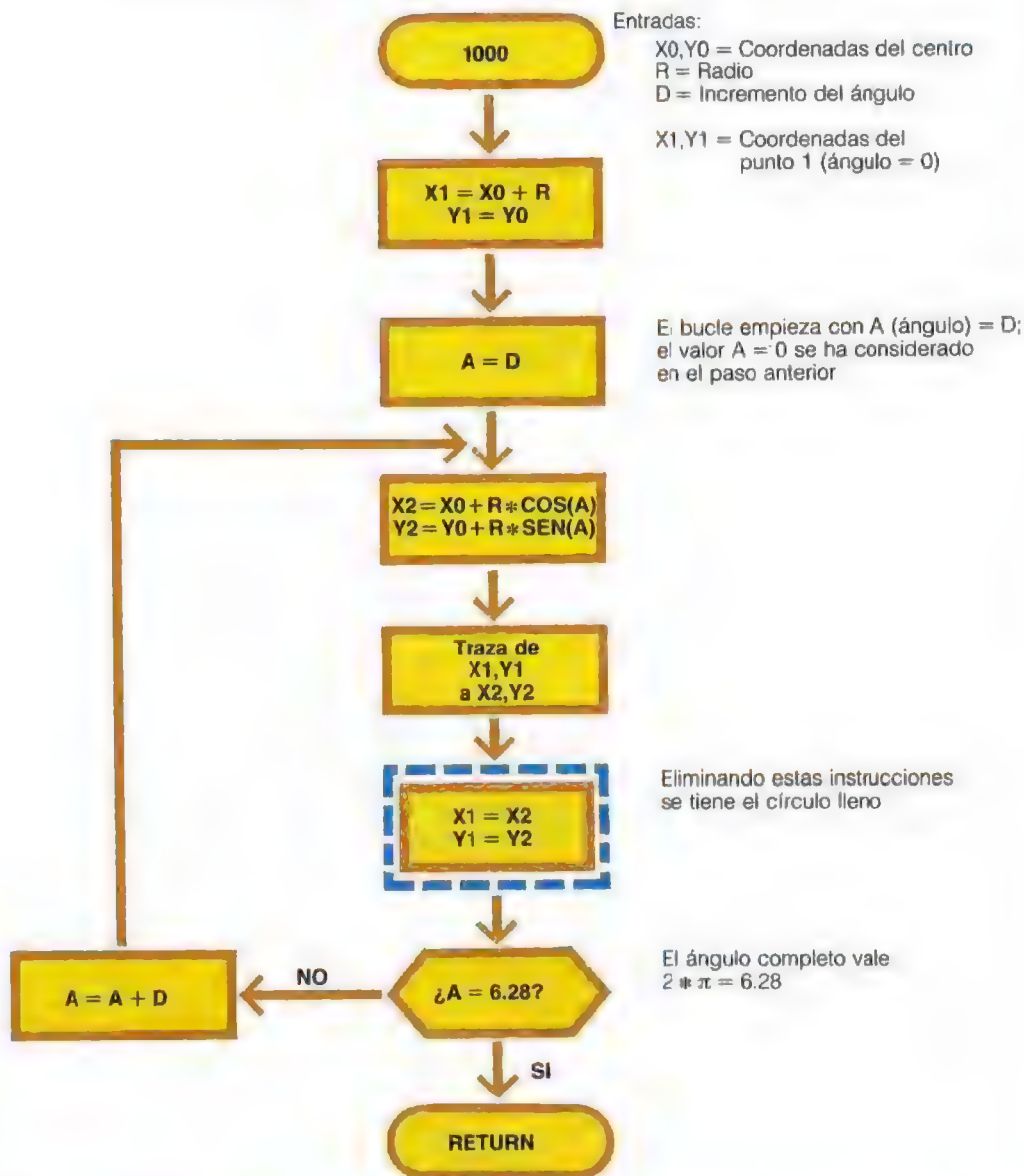 1000
Entradas:
X0,Y0 = Coordenadas del centro
R = Radio
D = Incremento del ángulo
X1,Y1 = Coordenadas del
punto 1 (ángulo = 0)
X1 = X0 + R
Y1 = Y0
A = D
El bucle empieza con A (ángulo) = D;
el valor A = 0 se ha considerado
en el paso anterior
X2=X0+R*COS(A)
Y2=Y0+R*SEN(A)
Traza de
X1,Y1
a X2,Y2
X1 = X2
Y1 = Y2
Eliminando estas instrucciones
se tiene el círculo lleno
¿A = 6.28?
El ángulo completo vale
2 * π = 6.28
NO
A = A + D
SI
RETURN